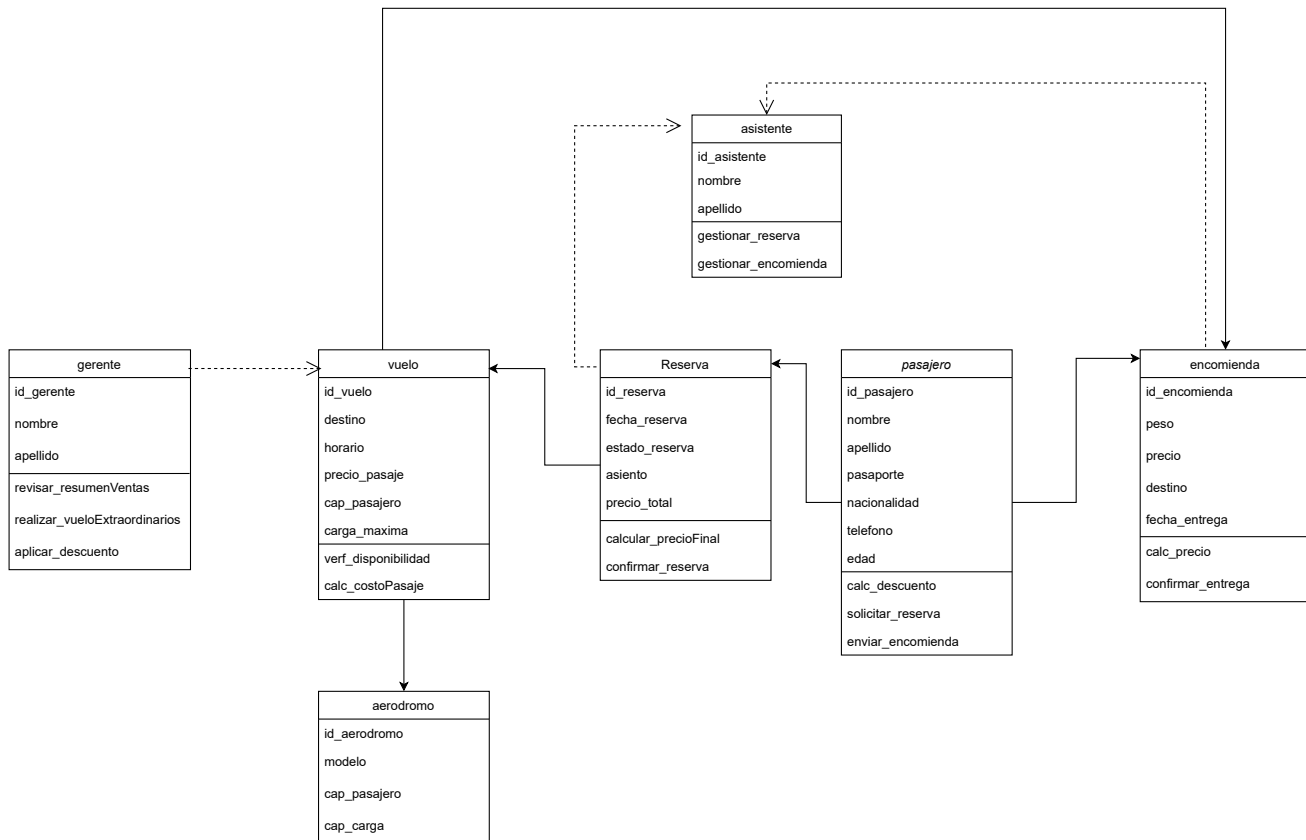 asistente
id_asistente
nombre
apellido
gestionar_reserva
gestionar_encomienda
gerente
id_gerente
nombre
apellido
revisar_resumenVentas
realizar_vueloExtraordinarios
aplicar_descuento
vuelo
id_vuelo
destino
horario
precio_pasaje
cap_pasajero
carga_maxima
verf_disponibilidad
calc_costoPasaje
Reserva
id_reserva
fecha_reserva
estado_reserva
asiento
precio_total
calcular_precioFinal
confirmar_reserva
pasajero
id_pasajero
nombre
apellido
pasaporte
nacionalidad
telefono
edad
calc_descuento
solicitar_reserva
enviar_encomienda
encomienda
id_encomienda
peso
precio
destino
fecha_entrega
calc_precio
confirmar_entrega
aerodromo
id_aerodromo
modelo
cap_pasajero
cap_carga